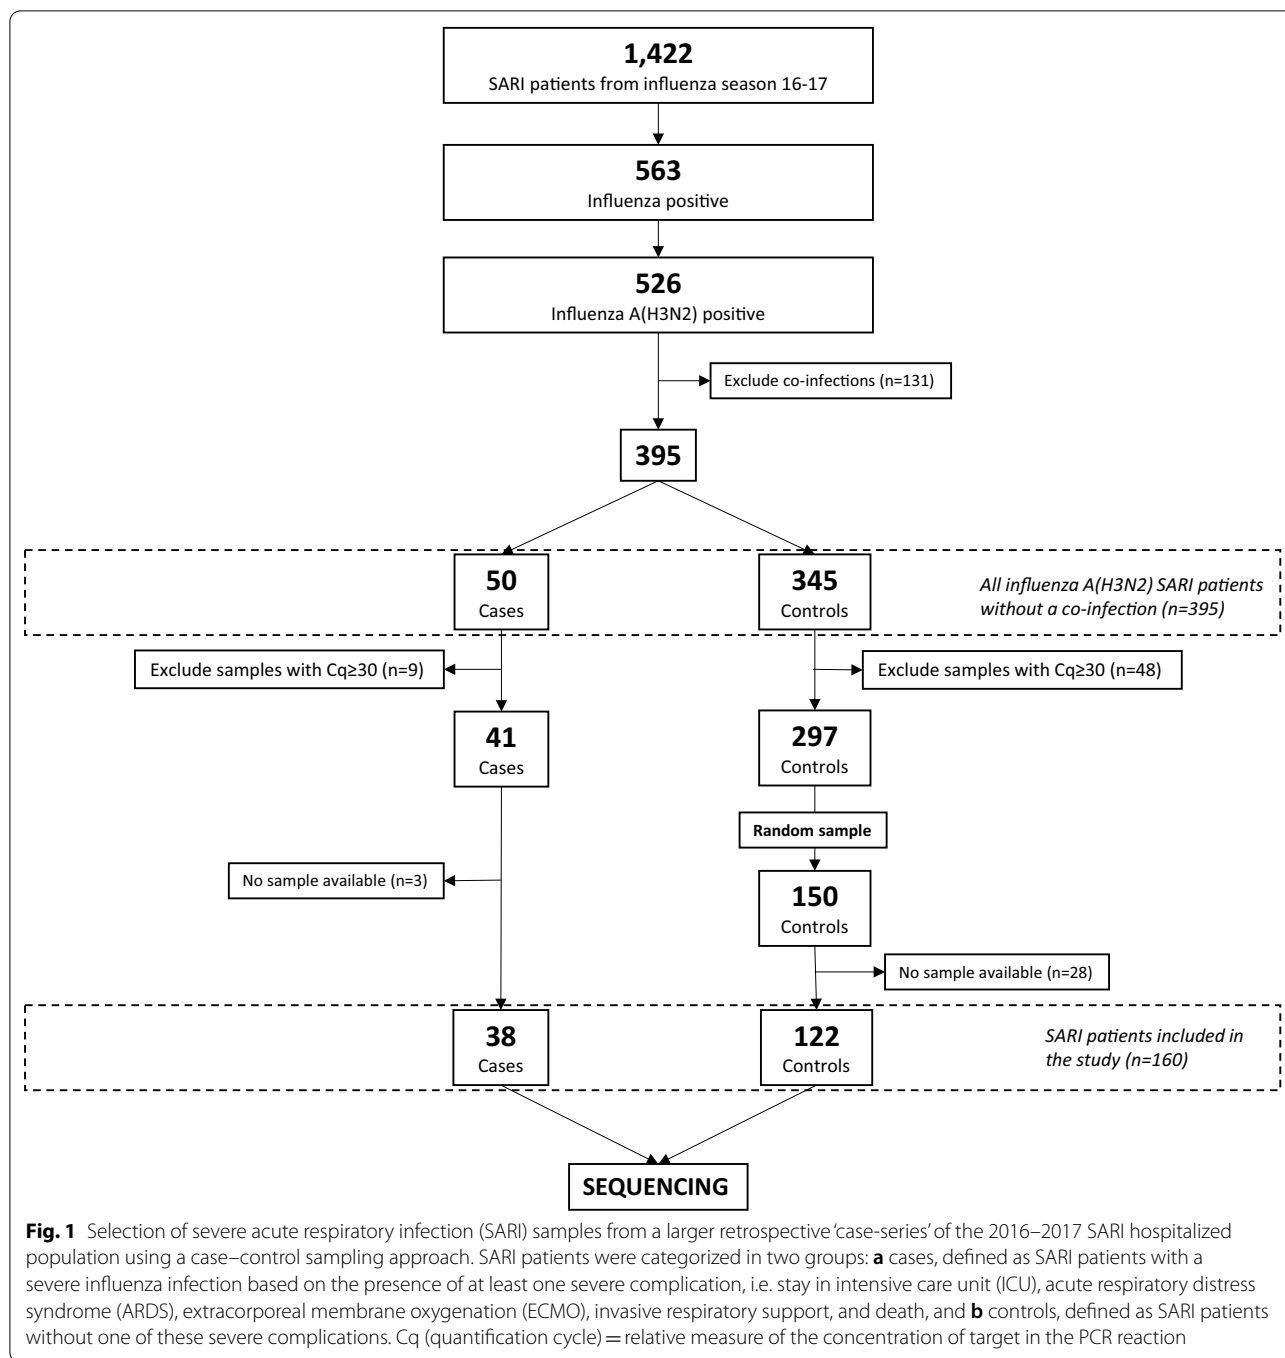 1,422
SARI patients from influenza season 16-17
563
Influenza positive
526
Influenza A(H3N2) positive
Exclude co-infections (n=131)
395
50
Cases
345
Controls
All influenza A(H3N2) SARI patients
without a co-infection (n=395)
Exclude samples with Cq≥30 (n=9)
Exclude samples with Cq≥30 (n=48)
41
Cases
297
Controls
Random sample
No sample available (n=3)
150
Controls
No sample available (n=28)
38
Cases
122
Controls
SARI patients included in
the study (n=160)
SEQUENCING
Fig. 1 Selection of severe acute respiratory infection (SARI) samples from a larger retrospective ‘case-series’ of the 2016–2017 SARI hospitalized
population using a case–control sampling approach. SARI patients were categorized in two groups: a cases, defined as SARI patients with a
severe influenza infection based on the presence of at least one severe complication, i.e. stay in intensive care unit (ICU), acute respiratory distress
syndrome (ARDS), extracorporeal membrane oxygenation (ECMO), invasive respiratory support, and death, and b controls, defined as SARI patients
without one of these severe complications. Cq (quantification cycle) = relative measure of the concentration of target in the PCR reaction